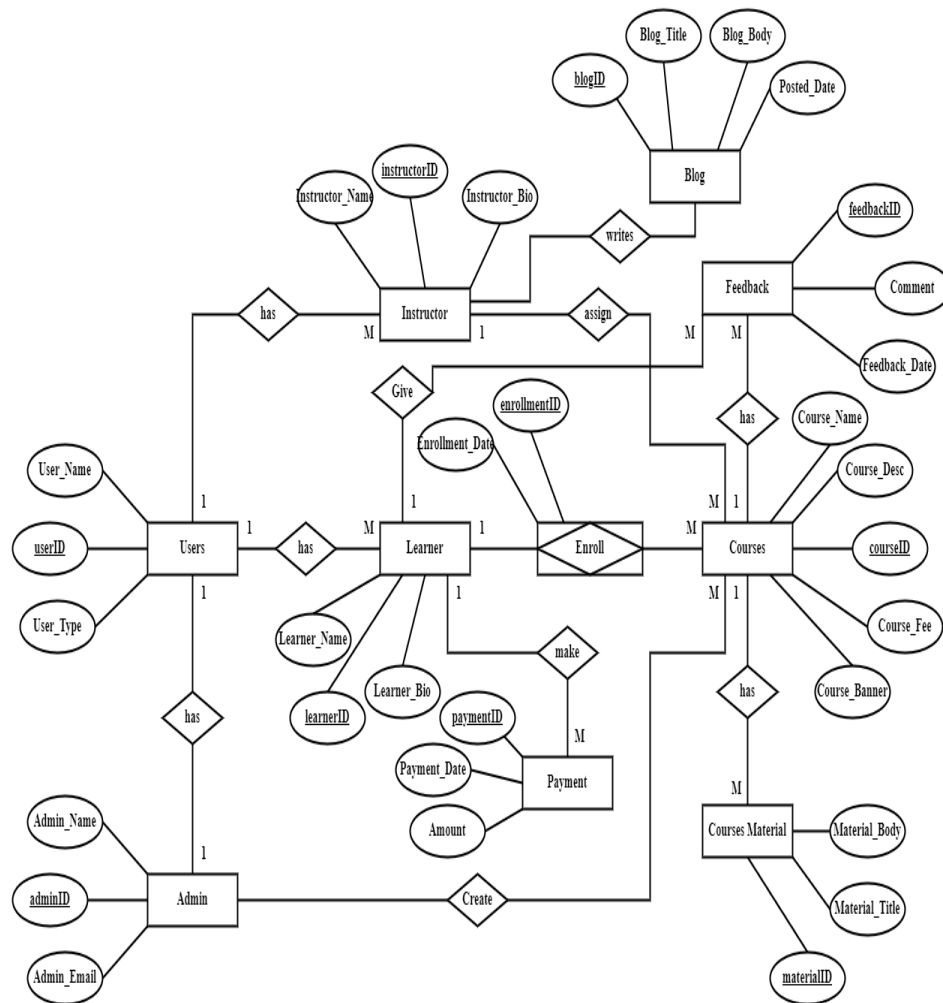 Blog_Title
Blog_Body
blogID
Posted_Date
Blog
instructorID
Instructor_Name
Instructor_Bio
writes
feedbackID
Feedback
Comment
has
Instructor
assign
M
1
M
M
Feedback_Date
Give
enrollmentID
has
Course_Name
Enrollment_Date
User_Name
Course_Desc
1
1
M
1
1
M
1
M
userID
Users
has
Learner
Enroll
Courses
courseID
1
1
M
1
User_Type
Course_Fee
Learner_Name
make
Learner_Bio
has
Course_Banner
has
learnerID
paymentID
M
Payment_Date
Payment
M
Admin_Name
Amount
Courses Material
Material_Body
1
adminID
Admin
Create
Material_Title
Admin_Email
materialID